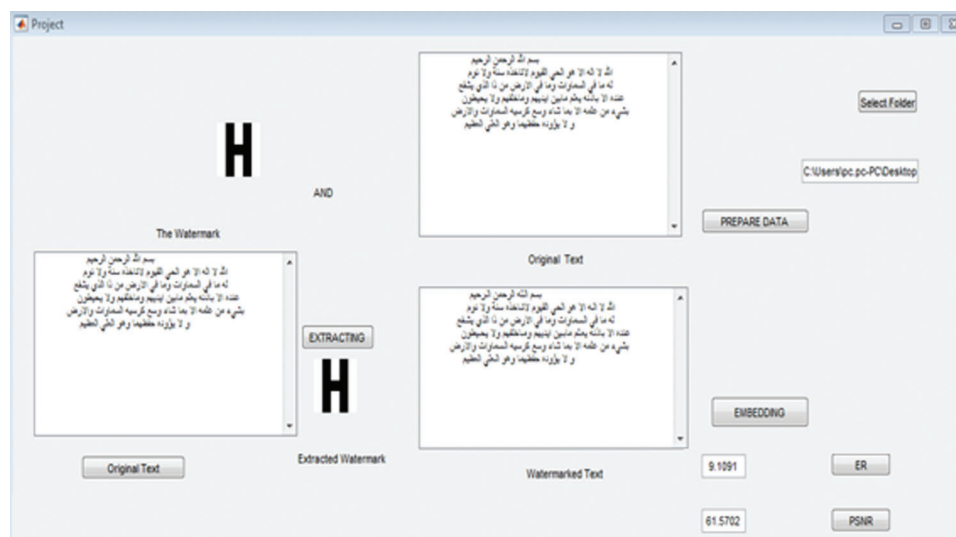 Project
بسم الله الرحمن الرحيم
الله لا اله الا هو الحي القيوم لاتاخذه سنة ولا نوم
له ما في السماوات وما في الارض من ذا الذي يشفع
عنده الا باذنه يعلم مابين ايديهم وماخلفهم ولا يحيطون
بشيء من علمه الا بما شاء وسع كرسيه السماوات والارض
و لا يؤوده حفظهما وهو العلي العظيم
Select Folder
H
C:\Users\pc.pc-PC\Desktop
AND
PREPARE DATA
The Watermark
Original Text
بسم الله الرحمن الرحيم
الله لا اله الا هو الحي القيوم لاتاخذه سنة ولا نوم
له ما في السماوات وما في الارض من ذا الذي يشفع
عنده الا باذنه يعلم مابين ايديهم وماخلفهم ولا يحيطون
بشيء من علمه الا بما شاء وسع كرسيه السماوات والارض
و لا يؤوده حفظهما وهو العلي العظيم
بسم الله الرحمن الرحيم
الله لا اله الا هو الحي القيوم لاتاخذه سنة ولا نوم
له ما في السماوات وما في الارض من ذا الذي يشفع
عنده الا باذنه يعلم مابين ايديهم وماخلفهم ولا يحيطون
بشيء من علمه الا بما شاء وسع كرسيه السماوات والارض
و لا يؤوده حفظهما وهو العلي العظيم
EXTRACTING
H
EMBEDDING
Extracted Watermark
Original Text
Watermarked Text
9.1091
ER
61.5702
PSNR